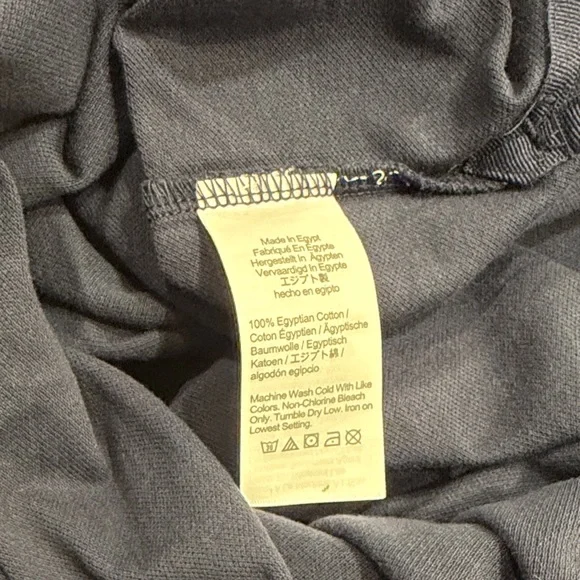 Made in Egypt
Fabriqué En Égypte
Hergestellt in Ägypten
Vervaardigd in Egypte
エジプト製
hecho en egipto
100% Egyptian Cotton/
Coton Égyptien / Ägyptische
Baumwolle / Egyptisch
Katoen / エジプト綿 /
algodón egipcio
Machine Wash Cold With Like
Colors. Non-Chlorine Bleach
Only. Tumble Dry Low. Iron on
Lowest Setting.